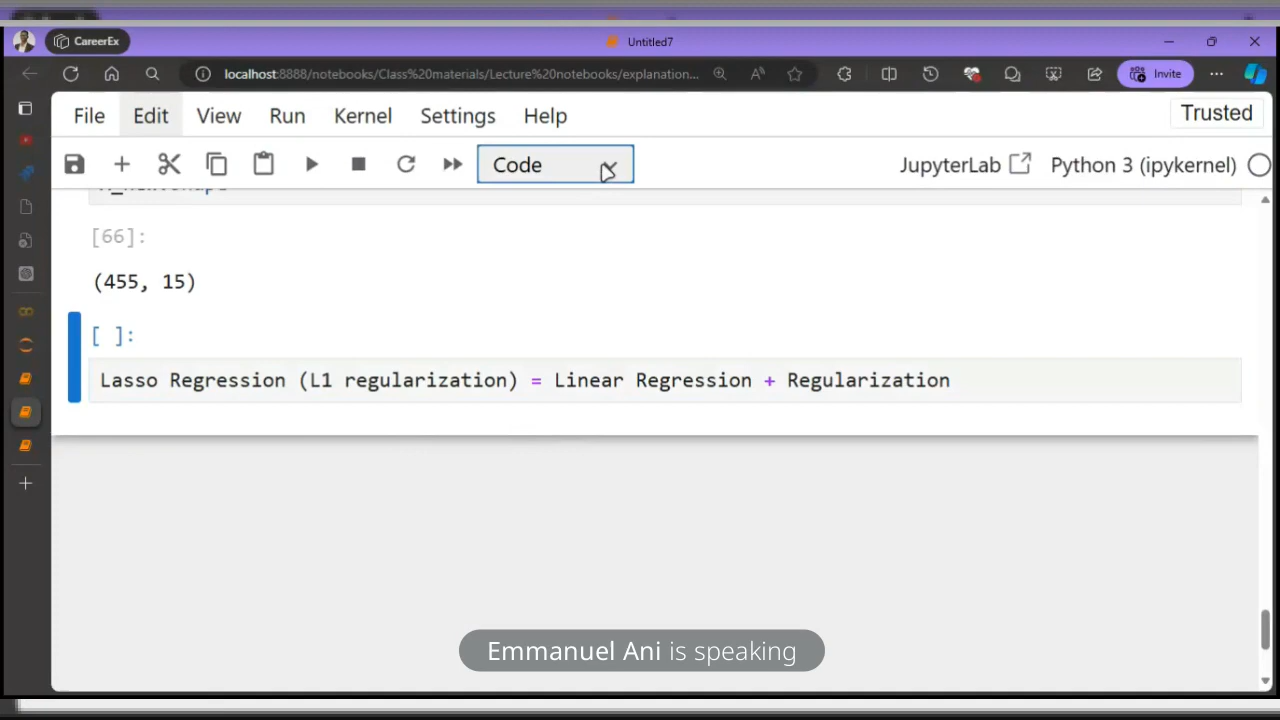 CareerEx
Untitled7
localhost:8888/notebooks/Class%20materials/Lecture%20notebooks/explanation...
Invite
File Edit View Run Kernel Settings Help
Trusted
Code
JupyterLab
Python 3 (ipykernel)
[66]:
(455, 15)
[ ]:
Lasso Regression (L1 regularization) = Linear Regression + Regularization
Emmanuel Ani is speaking